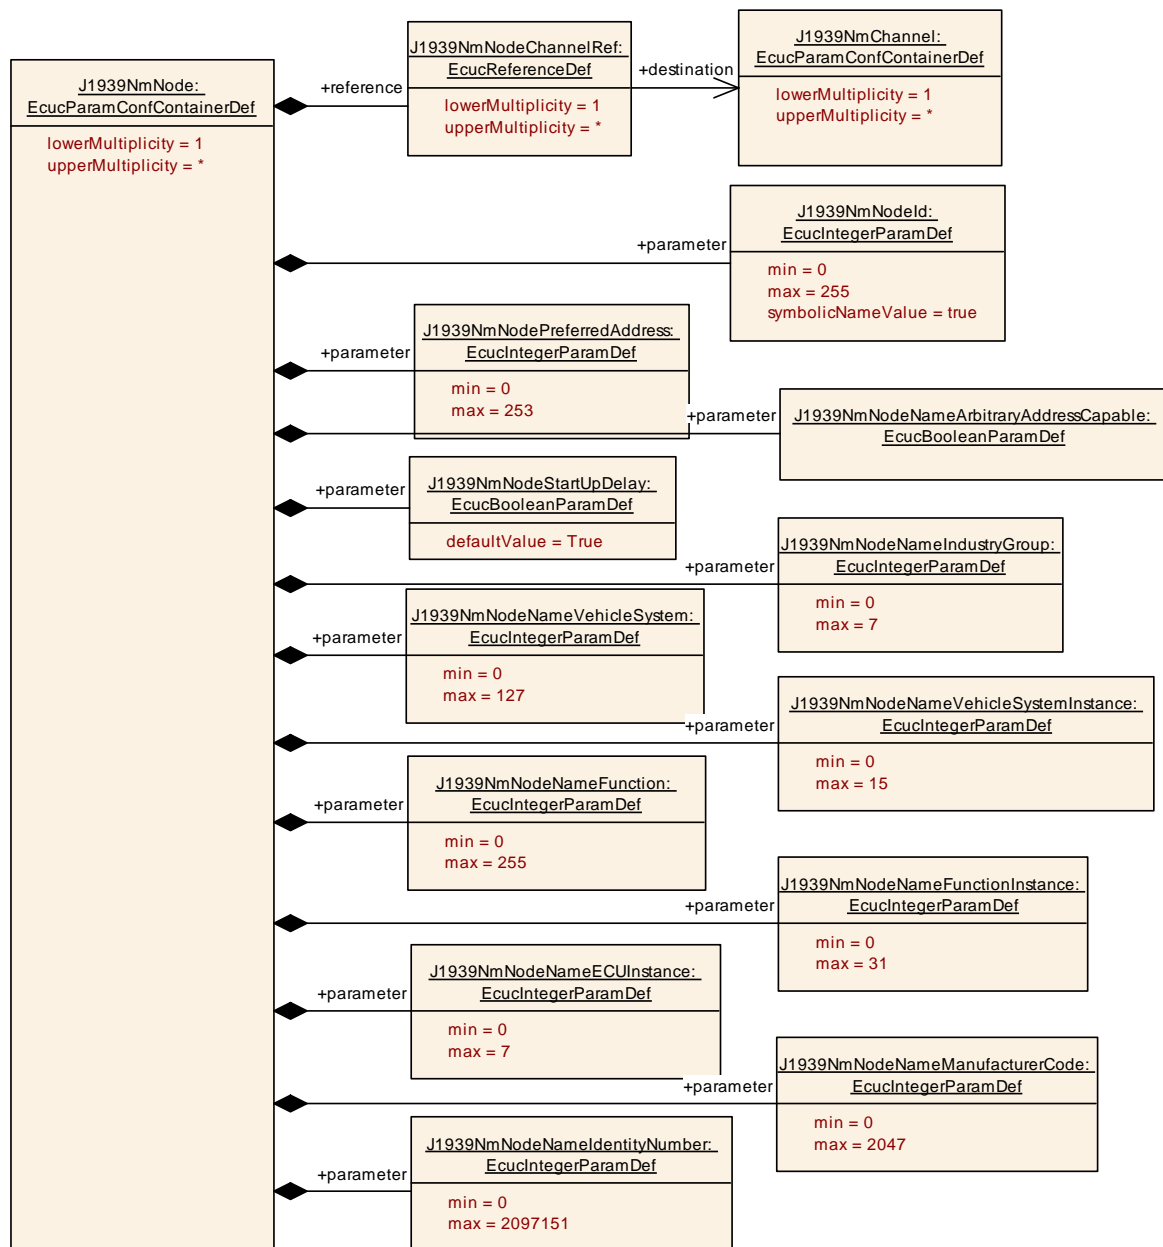 J1939NmNode:
EcucParamConfContainerDef
lowerMultiplicity = 1
upperMultiplicity = *
+reference
J1939NmNodeChannelRef:
EcucReferenceDef
lowerMultiplicity = 1
upperMultiplicity = *
+destination
J1939NmChannel:
EcucParamConfContainerDef
lowerMultiplicity = 1
upperMultiplicity = *
+parameter
J1939NmNodeId:
EcucIntegerParamDef
min = 0
max = 255
symbolicNameValue = true
+parameter
J1939NmNodePreferredAddress:
EcucIntegerParamDef
min = 0
max = 253
+parameter
J1939NmNodeNameArbitraryAddressCapable:
EcucBooleanParamDef
+parameter
J1939NmNodeStartUpDelay:
EcucBooleanParamDef
defaultValue = True
+parameter
J1939NmNodeNameIndustryGroup:
EcucIntegerParamDef
min = 0
max = 7
+parameter
J1939NmNodeNameVehicleSystem:
EcucIntegerParamDef
min = 0
max = 127
+parameter
J1939NmNodeNameVehicleSystemInstance:
EcucIntegerParamDef
min = 0
max = 15
+parameter
J1939NmNodeNameFunction:
EcucIntegerParamDef
min = 0
max = 255
+parameter
J1939NmNodeNameFunctionInstance:
EcucIntegerParamDef
min = 0
max = 31
+parameter
J1939NmNodeNameECUInstance:
EcucIntegerParamDef
min = 0
max = 7
+parameter
J1939NmNodeNameManufacturerCode:
EcucIntegerParamDef
min = 0
max = 2047
+parameter
J1939NmNodeNameIdentityNumber:
EcucIntegerParamDef
min = 0
max = 2097151